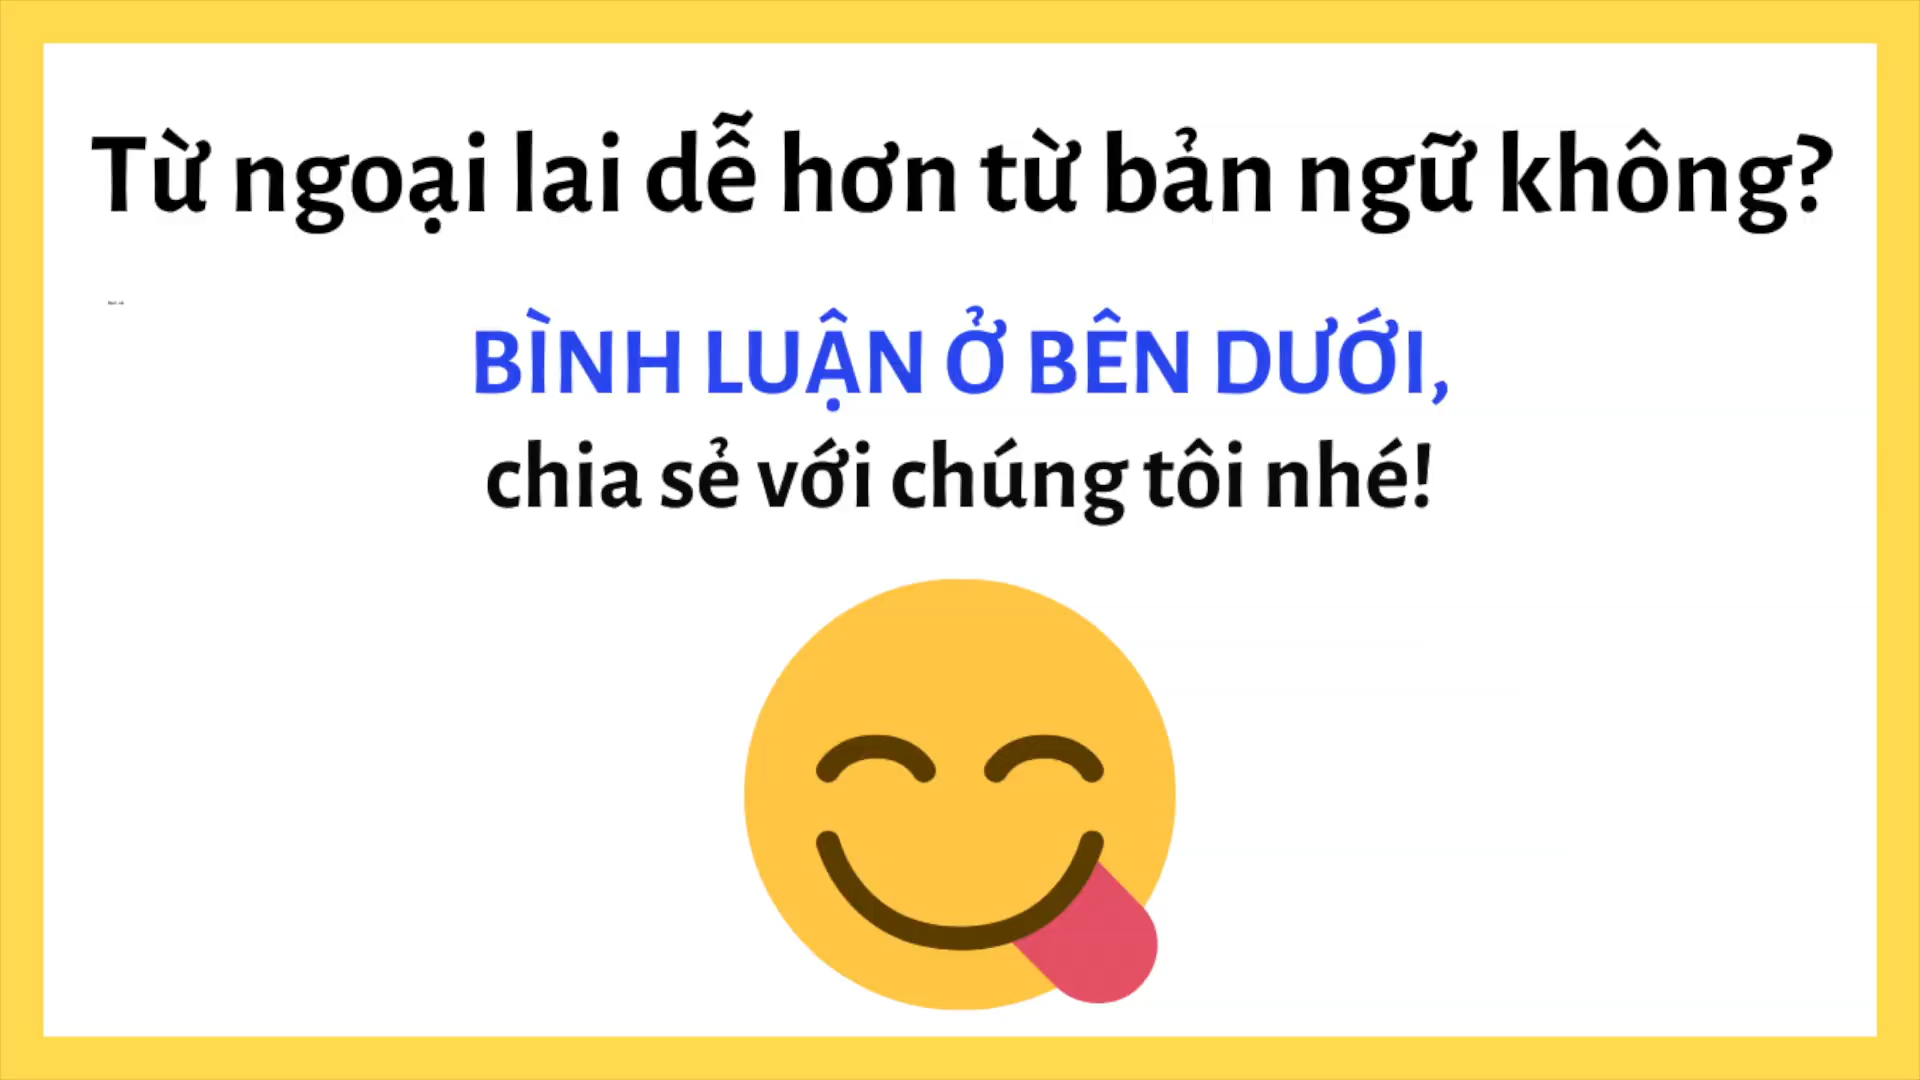 Từ ngoại lai dễ hơn từ bản ngữ không?
BÌNH LUẬN Ở BÊN DƯỚI,
chia sẻ với chúng tôi nhé!